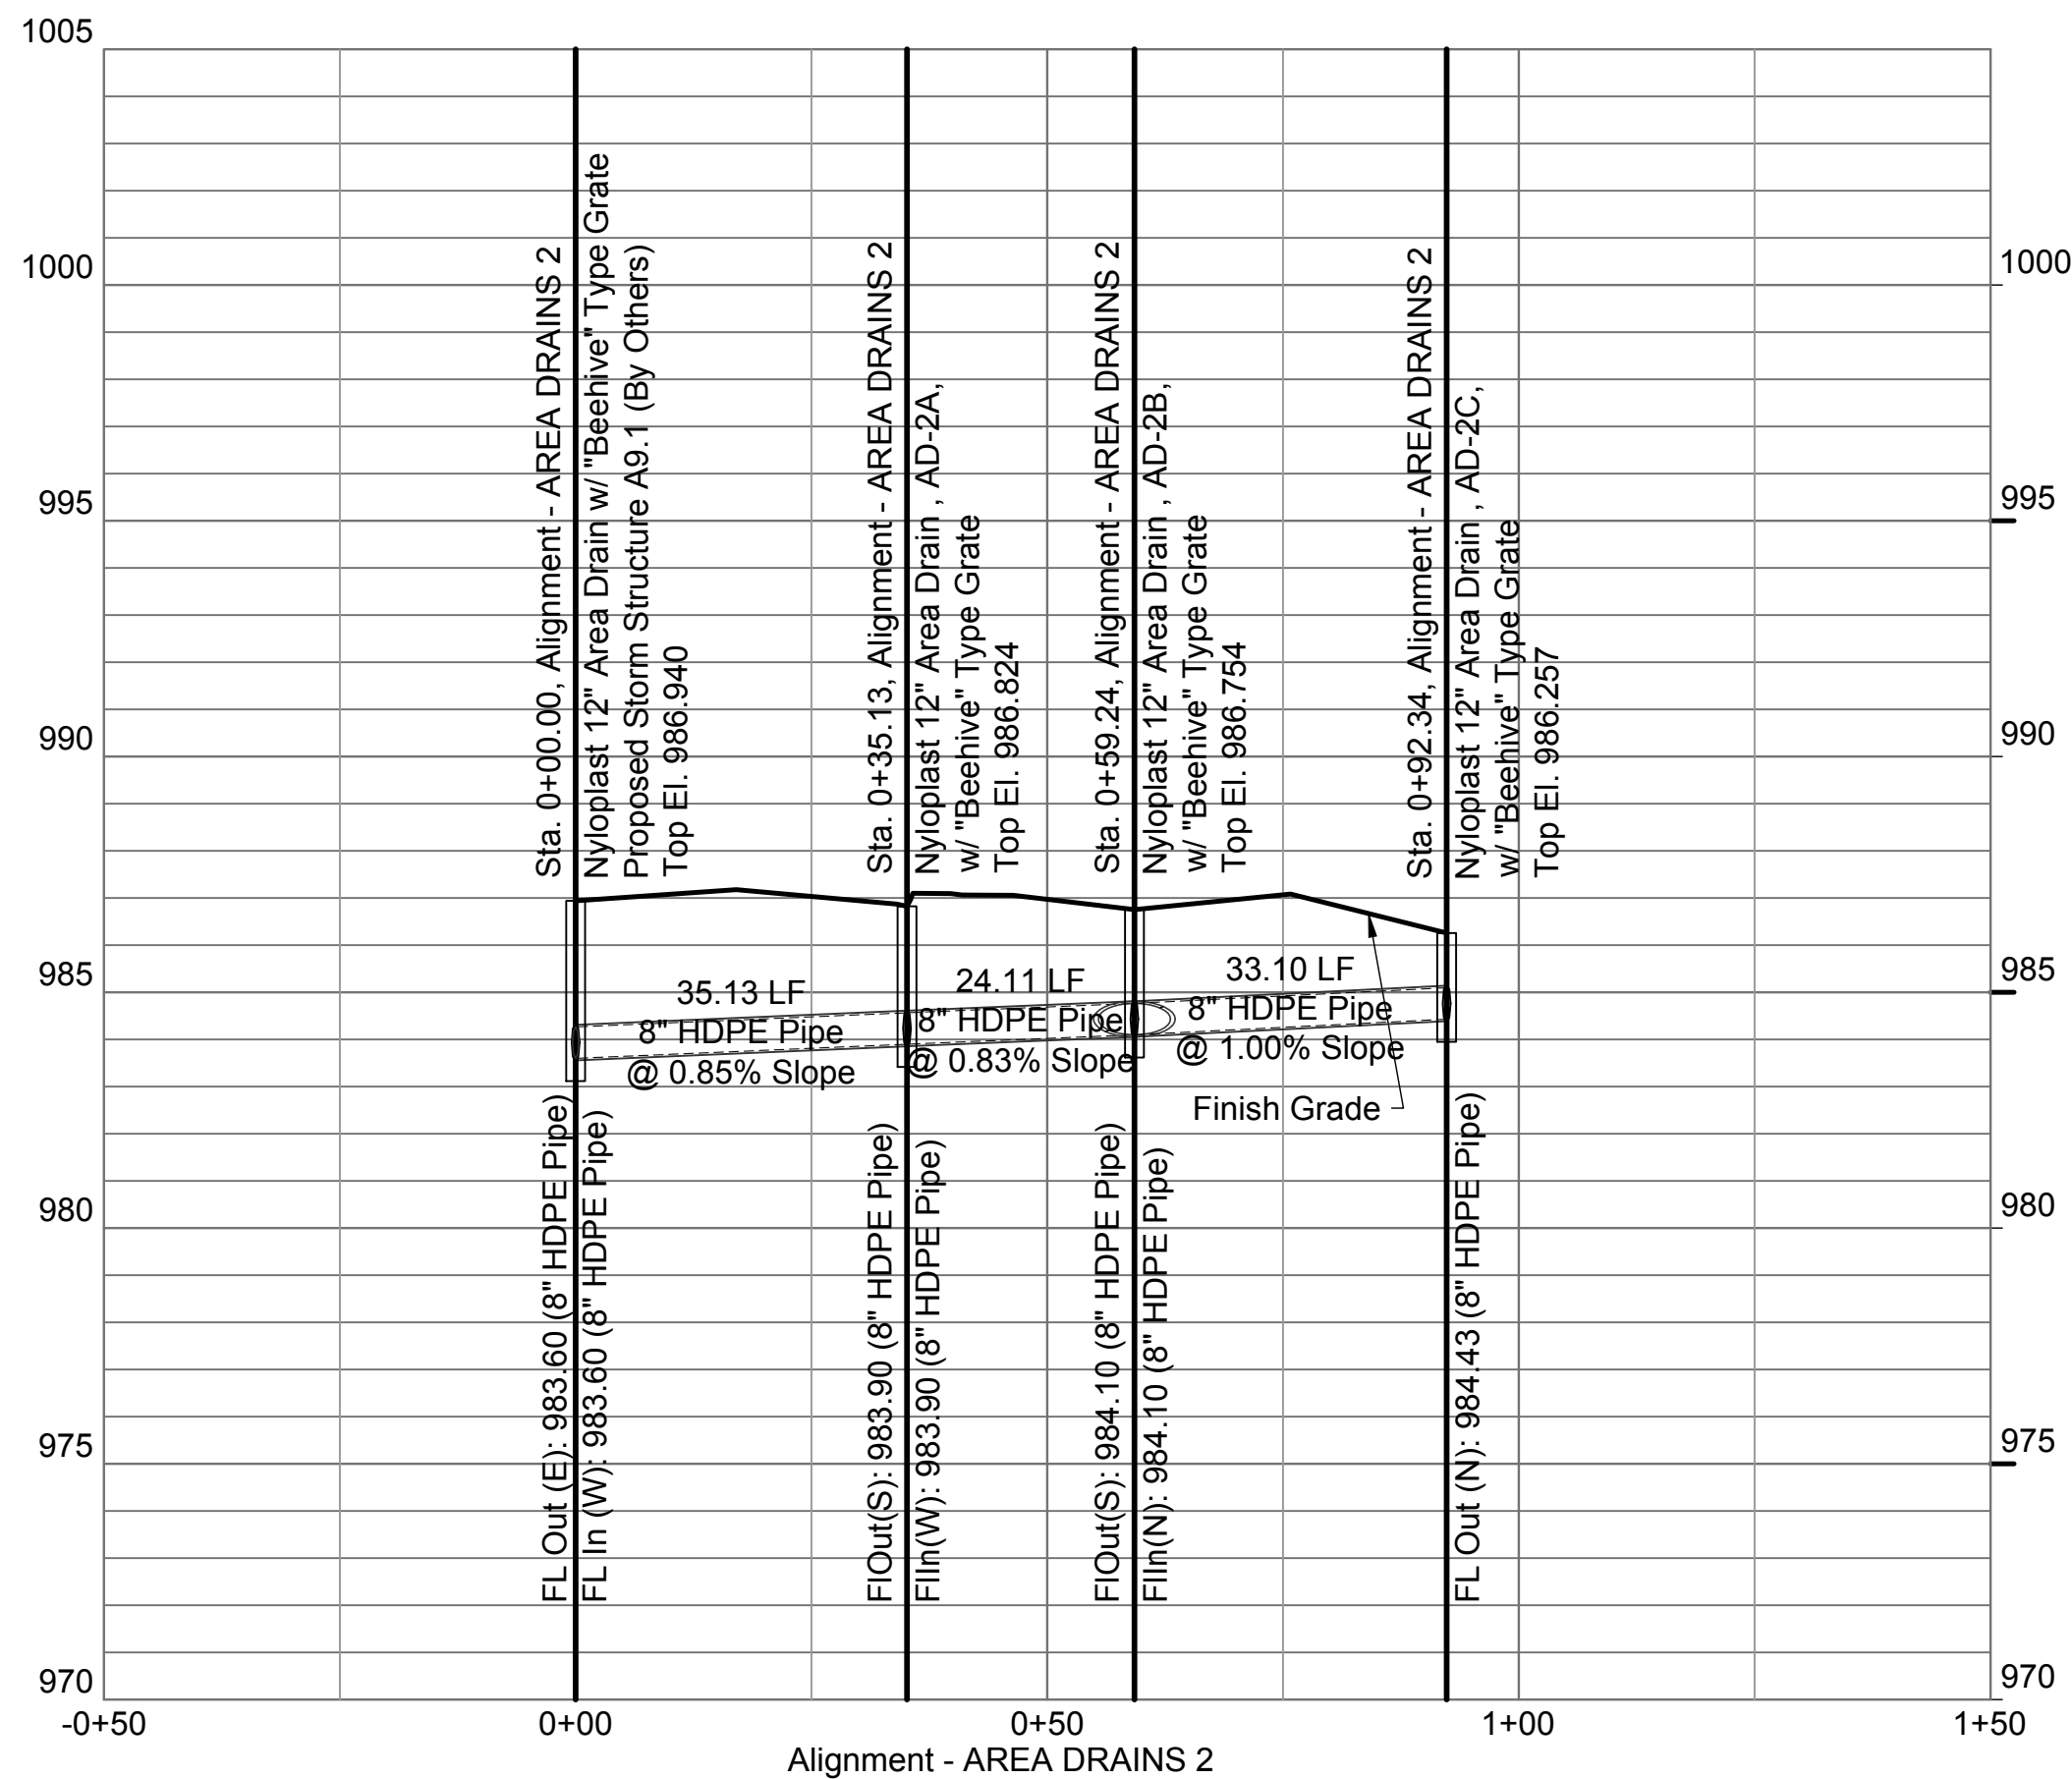 1005
1000
995
990
985
980
975
970
1000
995
990
985
980
975
970
Sta. 0+00.00, Alignment - AREA DRAINS 2
Nyloplast 12" Area Drain w/ "Beehive" Type Grate
Proposed Storm Structure A9.1 (By Others)
Top El. 986.940
Sta. 0+35.13, Alignment - AREA DRAINS 2
Nyloplast 12" Area Drain , AD-2A,
w/ "Beehive" Type Grate
Top El. 986.824
Sta. 0+59.24, Alignment - AREA DRAINS 2
Nyloplast 12" Area Drain , AD-2B,
w/ "Beehive" Type Grate
Top El. 986.754
Sta. 0+92.34, Alignment - AREA DRAINS 2
Nyloplast 12" Area Drain , AD-2C,
w/ "Beehive" Type Grate
Top El. 986.257
35.13 LF
8" HDPE Pipe
@ 0.85% Slope
24.11 LF
8" HDPE Pipe
@ 0.83% Slope
33.10 LF
8" HDPE Pipe
@ 1.00% Slope
Finish Grade
FL Out (E): 983.60 (8" HDPE Pipe)
FL In (W): 983.60 (8" HDPE Pipe)
FlOut(S): 983.90 (8" HDPE Pipe)
FlIn(W): 983.90 (8" HDPE Pipe)
FlOut(S): 984.10 (8" HDPE Pipe)
FlIn(N): 984.10 (8" HDPE Pipe)
FL Out (N): 984.43 (8" HDPE Pipe)
-0+50 0+00 0+50 1+00 1+50
Alignment - AREA DRAINS 2